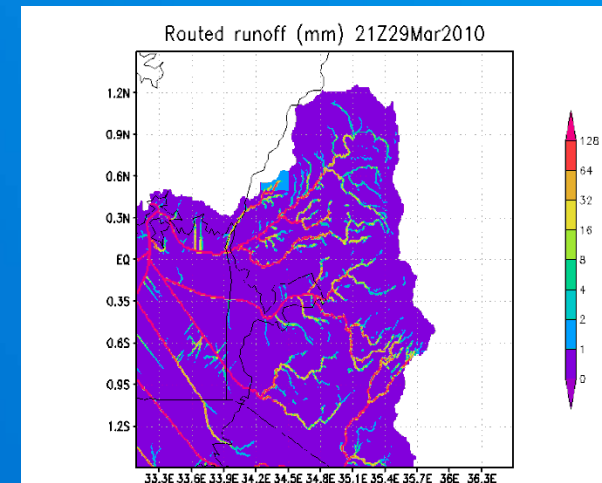 Routed runoff (mm) 21Z29Mar2010
1.2N
0.9N
0.6N
0.3N
EQ
0.3S
0.6S
0.9S
1.2S
33.3E 33.6E 33.9E 34.2E 34.5E 34.8E 35.1E 35.4E 35.7E 36E 36.3E
128
64
32
16
8
4
2
1
0